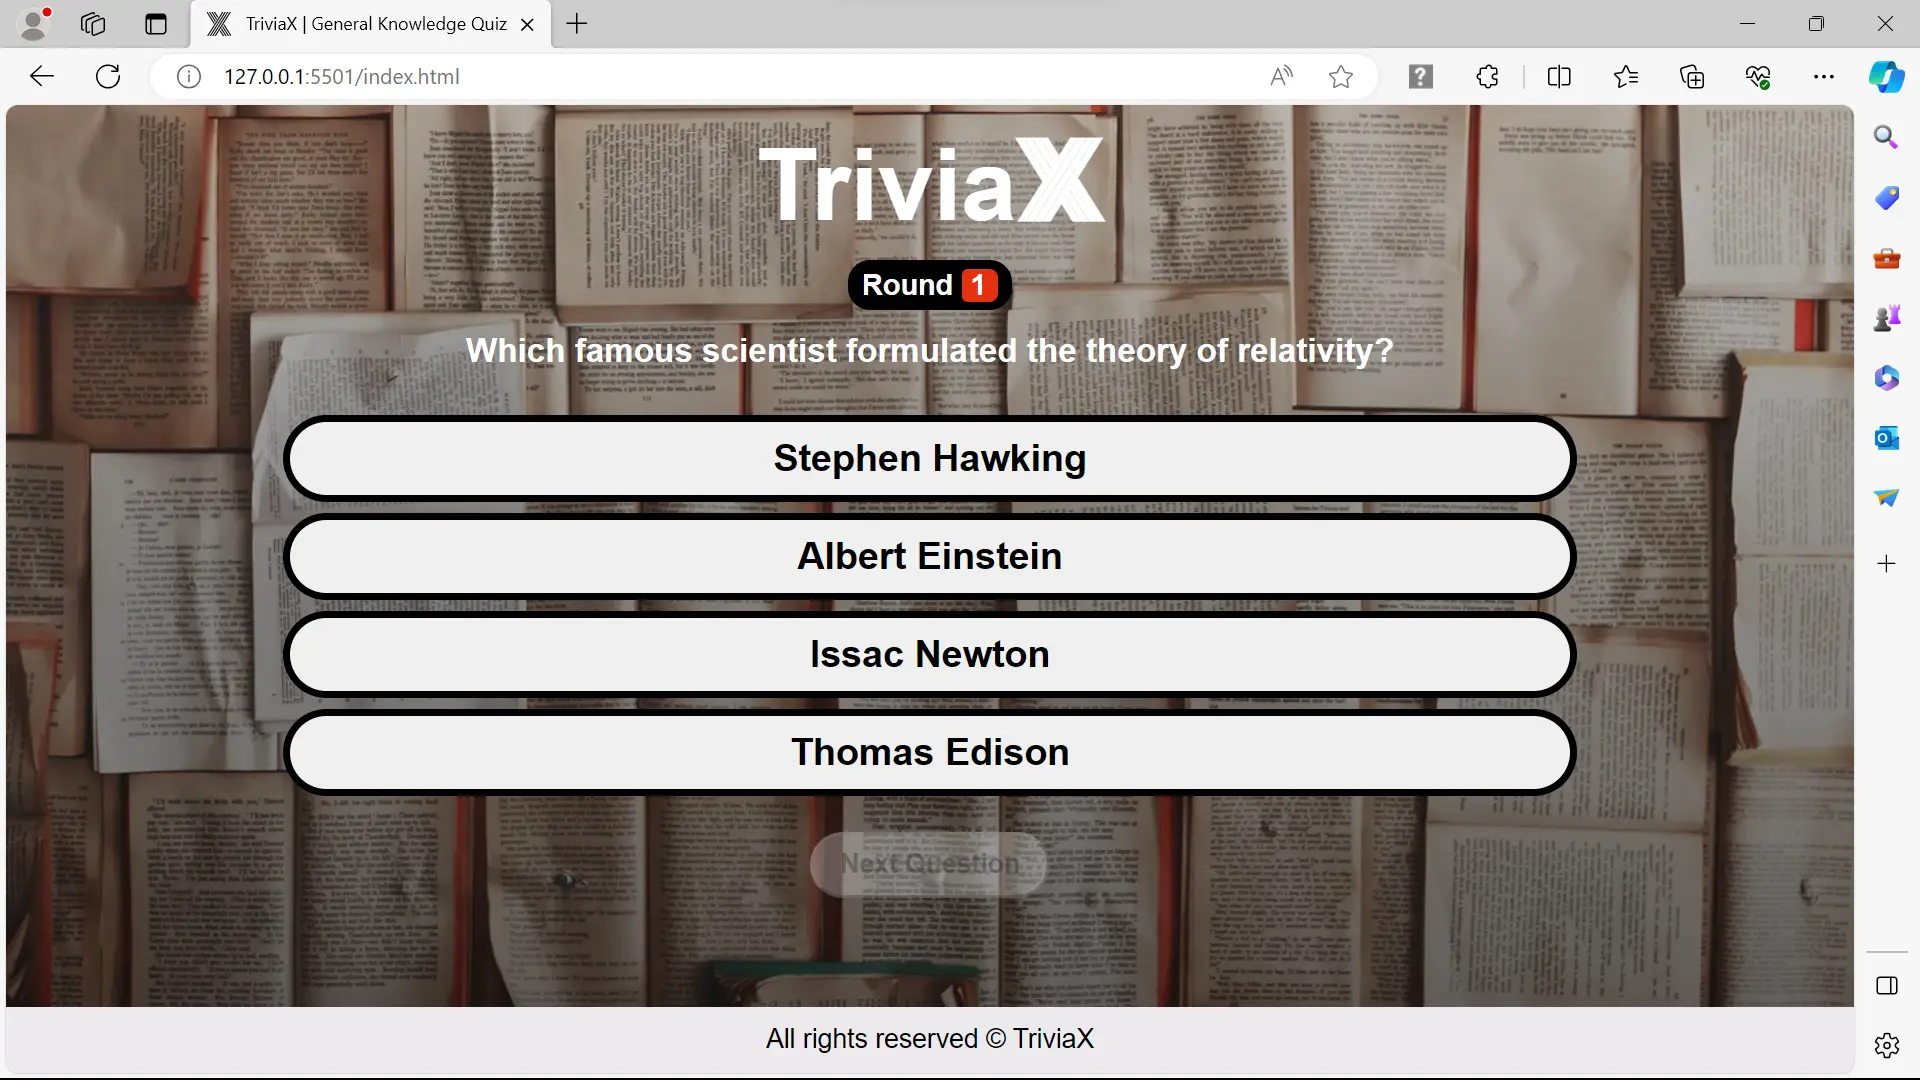 TriviaX | General Knowledge Quiz
127.0.0.1:5501/index.html
TriviaX
Round 1
Which famous scientist formulated the theory of relativity?
Stephen Hawking
Albert Einstein
Issac Newton
Thomas Edison
Next Question
All rights reserved © TriviaX